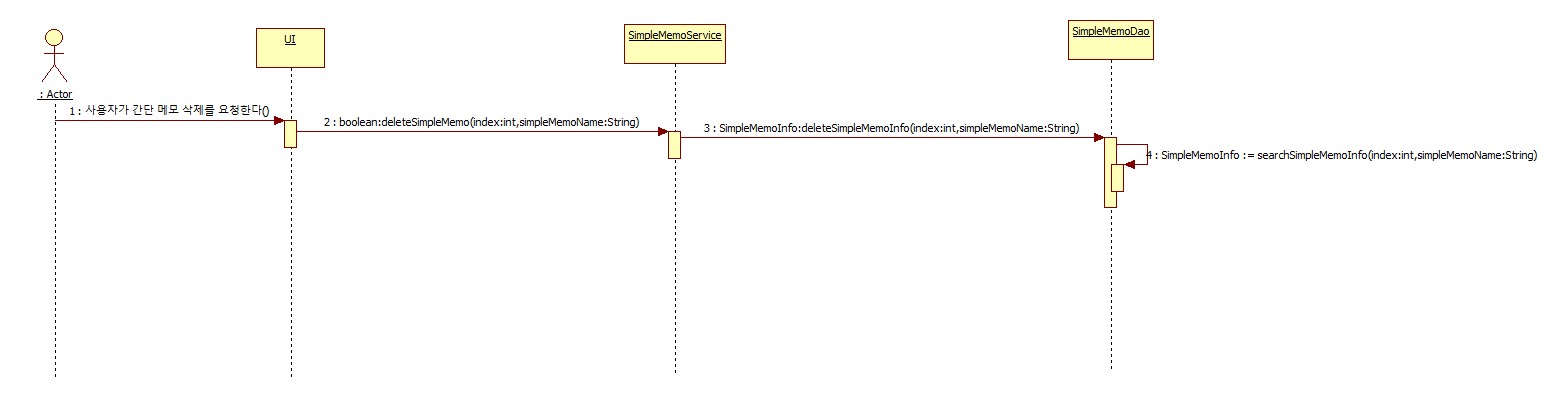 UI
SimpleMemoService
SimpleMemoDao
: Actor
1 : 사용자가 간단 메모 삭제를 요청한다()
2 : boolean:deleteSimpleMemo(index:int,simpleMemoName:String)
3 : SimpleMemoInfo:deleteSimpleMemoInfo(index:int,simpleMemoName:String)
4 : SimpleMemoInfo := searchSimpleMemoInfo(index:int,simpleMemoName:String)